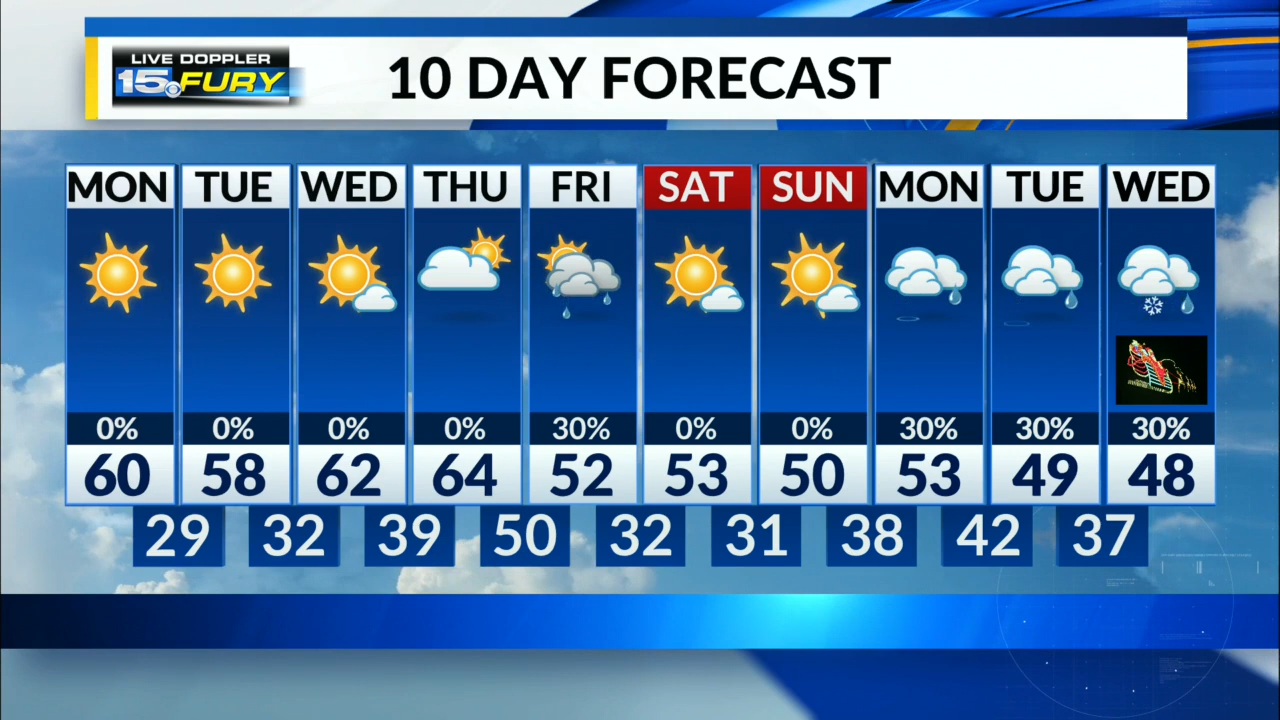 LIVE DOPPLER
15 FURY
10 DAY FORECAST
MON TUE WED THU FRI SAT SUN MON TUE WED
0% 0% 0% 0% 30% 0% 0% 30% 30% 30%
60 58 62 64 52 53 50 53 49 48
29 32 39 50 32 31 38 42 37